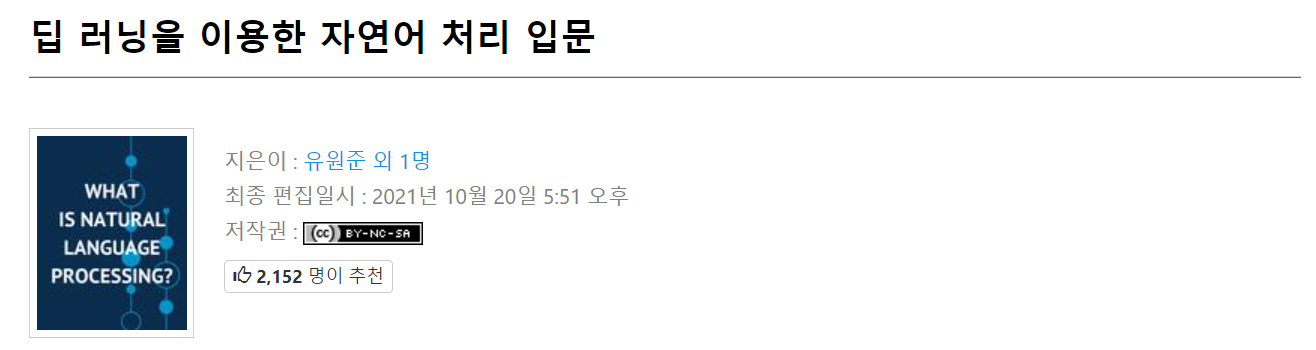 딥 러닝을 이용한 자연어 처리 입문
WHAT
IS NATURAL
LANGUAGE
PROCESSING?
지은이 : 유원준 외 1명
최종 편집일시 : 2021년 10월 20일 5:51 오후
저작권 : (cc) BY-NC-SA
2,152 명이 추천